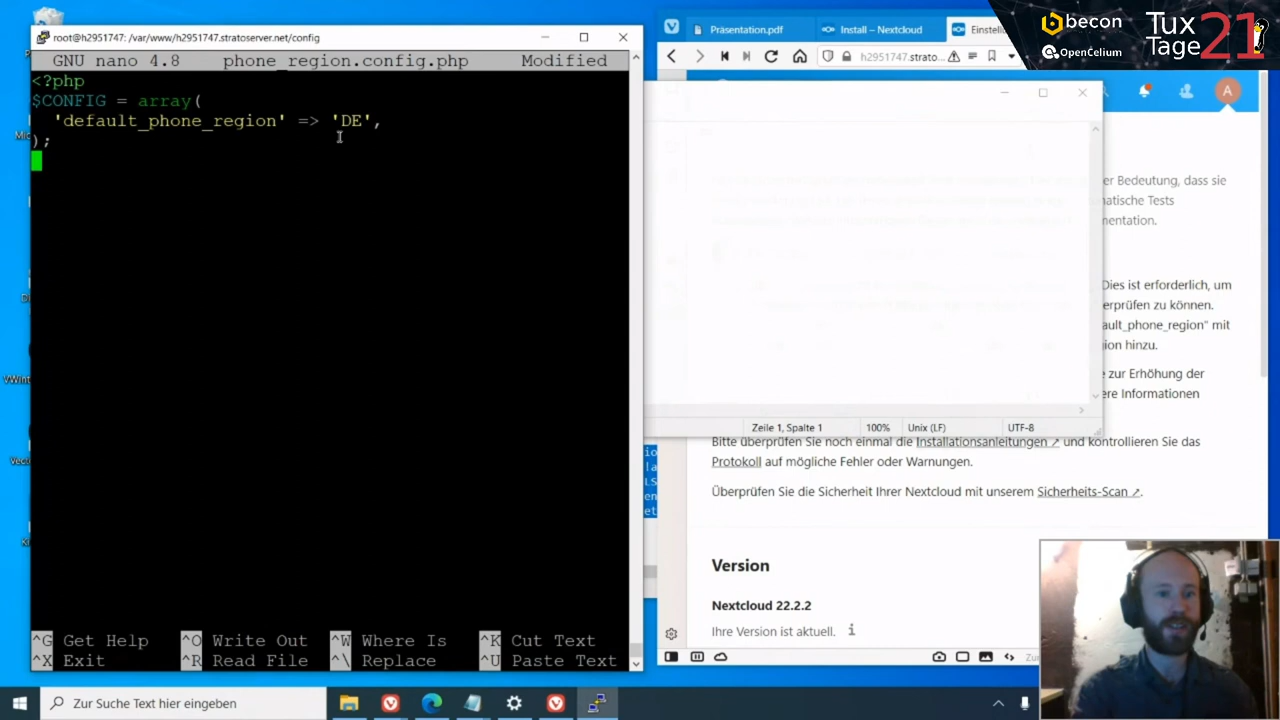 root@h2951747: /var/www/h2951747.stratoserver.net/config
GNU nano 4.8 phone_region.config.php Modified
<?php
$CONFIG = array(
'default_phone_region' => 'DE',
);
^G Get Help ^O Write Out ^W Where Is ^K Cut Text
^X Exit ^R Read File ^\ Replace ^U Paste Text
Präsentation.pdf
Install – Nextcloud
h2951747.strato...
becon
OPENCELIUM
Tux
Tage
21
A
er Bedeutung, dass sie
Dies ist erforderlich, um
erprüfen zu können.
ault_phone_region" mit
gion hinzu.
e zur Erhöhung der
ere Informationen
Zeile 1, Spalte 1 100% Unix (LF) UTF-8
Bitte überprüfen Sie noch einmal die Installationsanleitungen ↗ und kontrollieren Sie das
Protokoll auf mögliche Fehler oder Warnungen.
Überprüfen Sie die Sicherheit Ihrer Nextcloud mit unserem Sicherheits-Scan ↗.
Version
Nextcloud 22.2.2
Ihre Version ist aktuell. i
Zur Suche Text hier eingeben